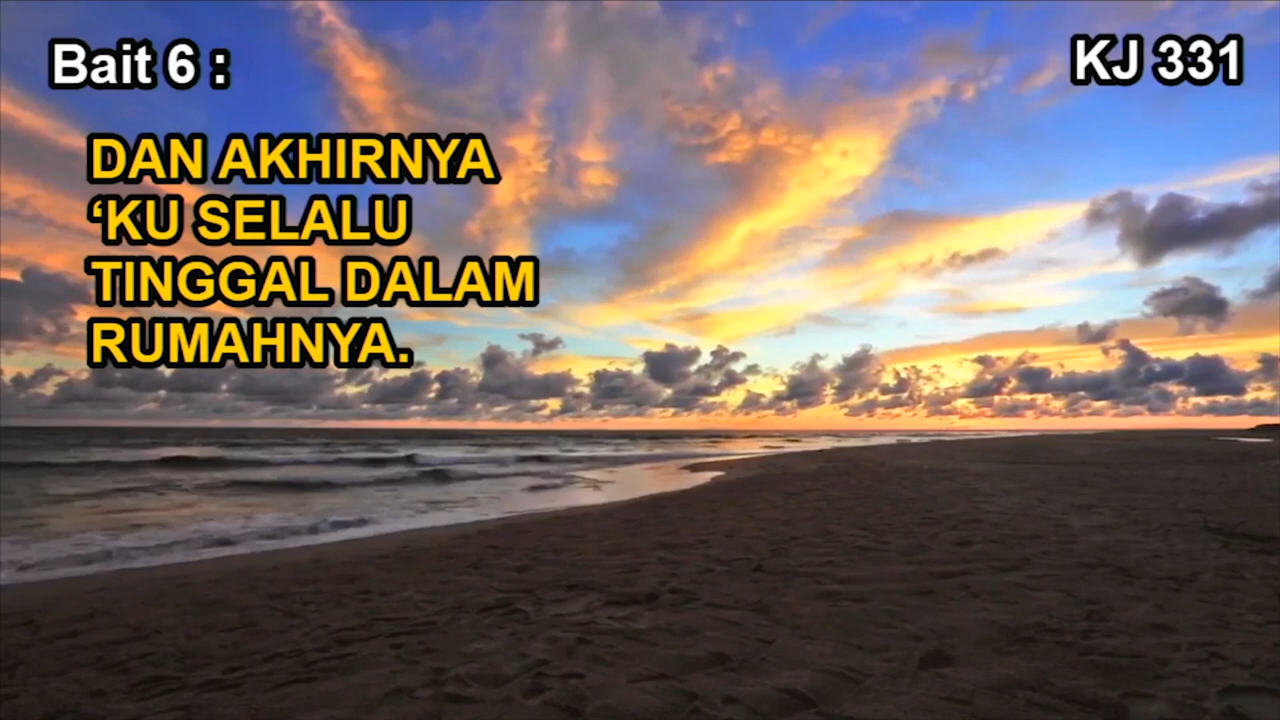 Bait 6 :
KJ 331
DAN AKHIRNYA
‘KU SELALU
TINGGAL DALAM
RUMAHNYA.